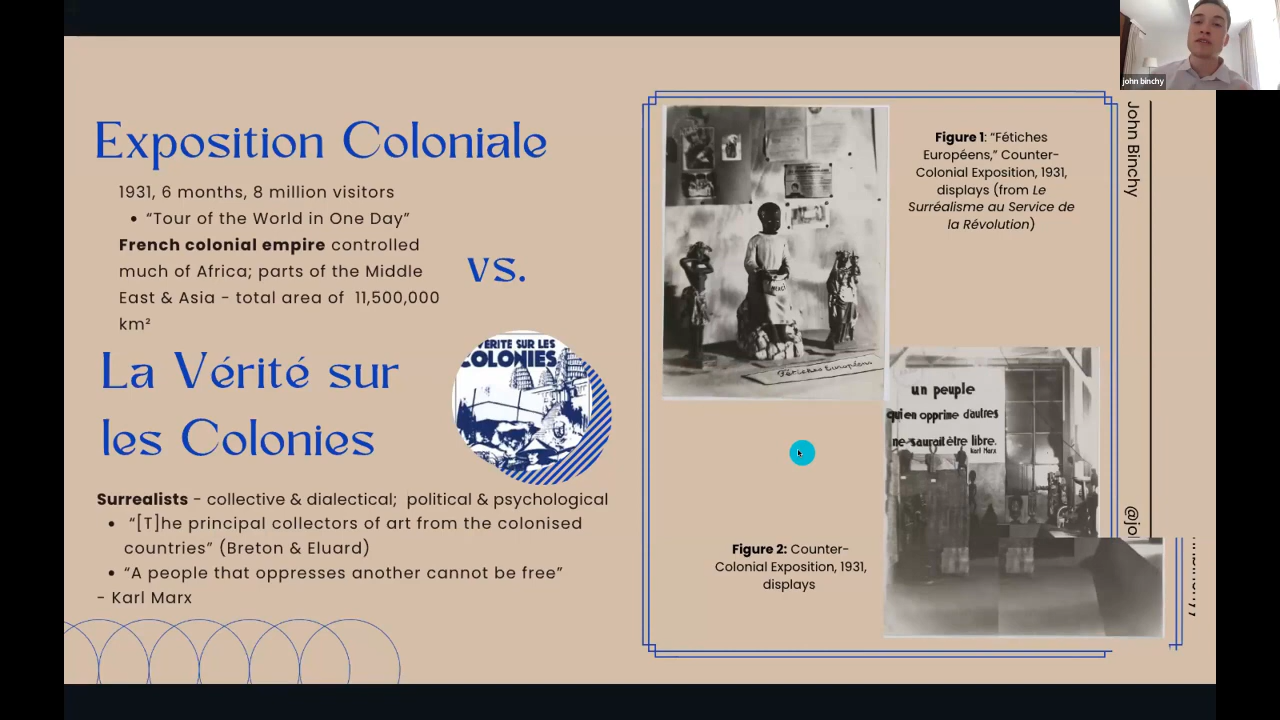 john binchy
Exposition Coloniale
1931, 6 months, 8 million visitors
• “Tour of the World in One Day”
French colonial empire controlled
much of Africa; parts of the Middle
East & Asia - total area of 11,500,000
km²
vs.
La Vérité sur
les Colonies
VÉRITÉ SUR LES
COLONIES
Surrealists - collective & dialectical; political & psychological
• “[T]he principal collectors of art from the colonised
countries” (Breton & Eluard)
• “A people that oppresses another cannot be free”
- Karl Marx
Figure 1: “Fétiches
Européens,” Counter-
Colonial Exposition, 1931,
displays (from Le
Surréalisme au Service de
la Révolution)
Fétiches Européens
un peuple
qui en opprime d'autres
ne saurait être libre.
Karl Marx
Figure 2: Counter-
Colonial Exposition, 1931,
displays
John Binchy
@jo